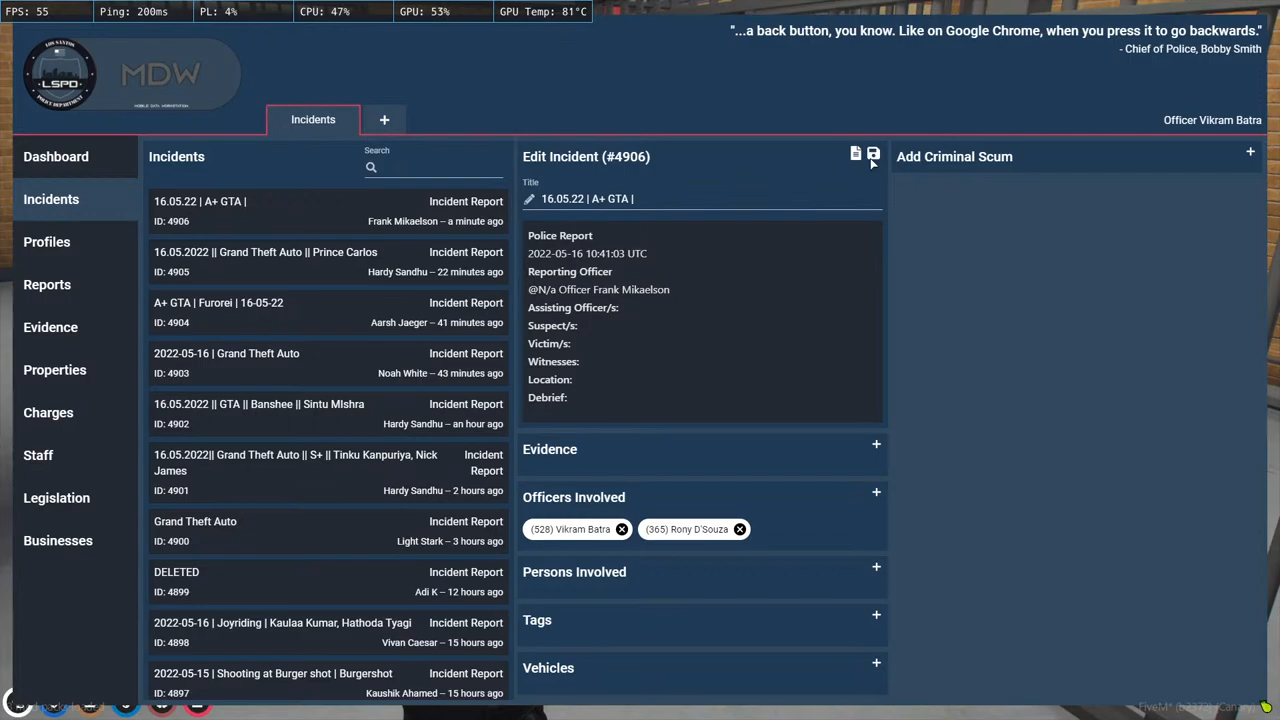 FPS: 55 Ping: 200ms PL: 4% CPU: 47% GPU: 53% GPU Temp: 81°C
"...a back button, you know. Like on Google Chrome, when you press it to go backwards."
- Chief of Police, Bobby Smith
LOS SANTOS
LSPD
POLICE DEPARTMENT
MDW
MOBILE DATA WORKSTATION
Incidents
+
Officer Vikram Batra
Dashboard
Incidents
Profiles
Reports
Evidence
Properties
Charges
Staff
Legislation
Businesses
Incidents
Search
16.05.22 | A+ GTA | Incident Report
ID: 4906 Frank Mikaelson – a minute ago
16.05.2022 || Grand Theft Auto || Prince Carlos Incident Report
ID: 4905 Hardy Sandhu – 22 minutes ago
A+ GTA | Furorei | 16-05-22 Incident Report
ID: 4904 Aarsh Jaeger – 41 minutes ago
2022-05-16 | Grand Theft Auto Incident Report
ID: 4903 Noah White – 43 minutes ago
16.05.2022 || GTA || Banshee || Sintu MIshra Incident Report
ID: 4902 Hardy Sandhu – an hour ago
16.05.2022|| Grand Theft Auto || S+ || Tinku Kanpuriya, Nick Incident
James Report
ID: 4901 Hardy Sandhu – 2 hours ago
Grand Theft Auto Incident Report
ID: 4900 Light Stark – 3 hours ago
DELETED Incident Report
ID: 4899 Adi K – 12 hours ago
2022-05-16 | Joyriding | Kaulaa Kumar, Hathoda Tyagi Incident Report
ID: 4898 Vivan Caesar – 15 hours ago
2022-05-15 | Shooting at Burger shot | Burgershot Incident Report
ID: 4897 Kaushik Ahamed – 15 hours ago
Edit Incident (#4906)
Title
16.05.22 | A+ GTA |
Police Report
2022-05-16 10:41:03 UTC
Reporting Officer
@N/a Officer Frank Mikaelson
Assisting Officer/s:
Suspect/s:
Victim/s:
Witnesses:
Location:
Debrief:
Evidence +
Officers Involved +
(528) Vikram Batra (365) Rony D'Souza
Persons Involved +
Tags +
Vehicles +
Add Criminal Scum +
FiveM* (b2372) (Canary)